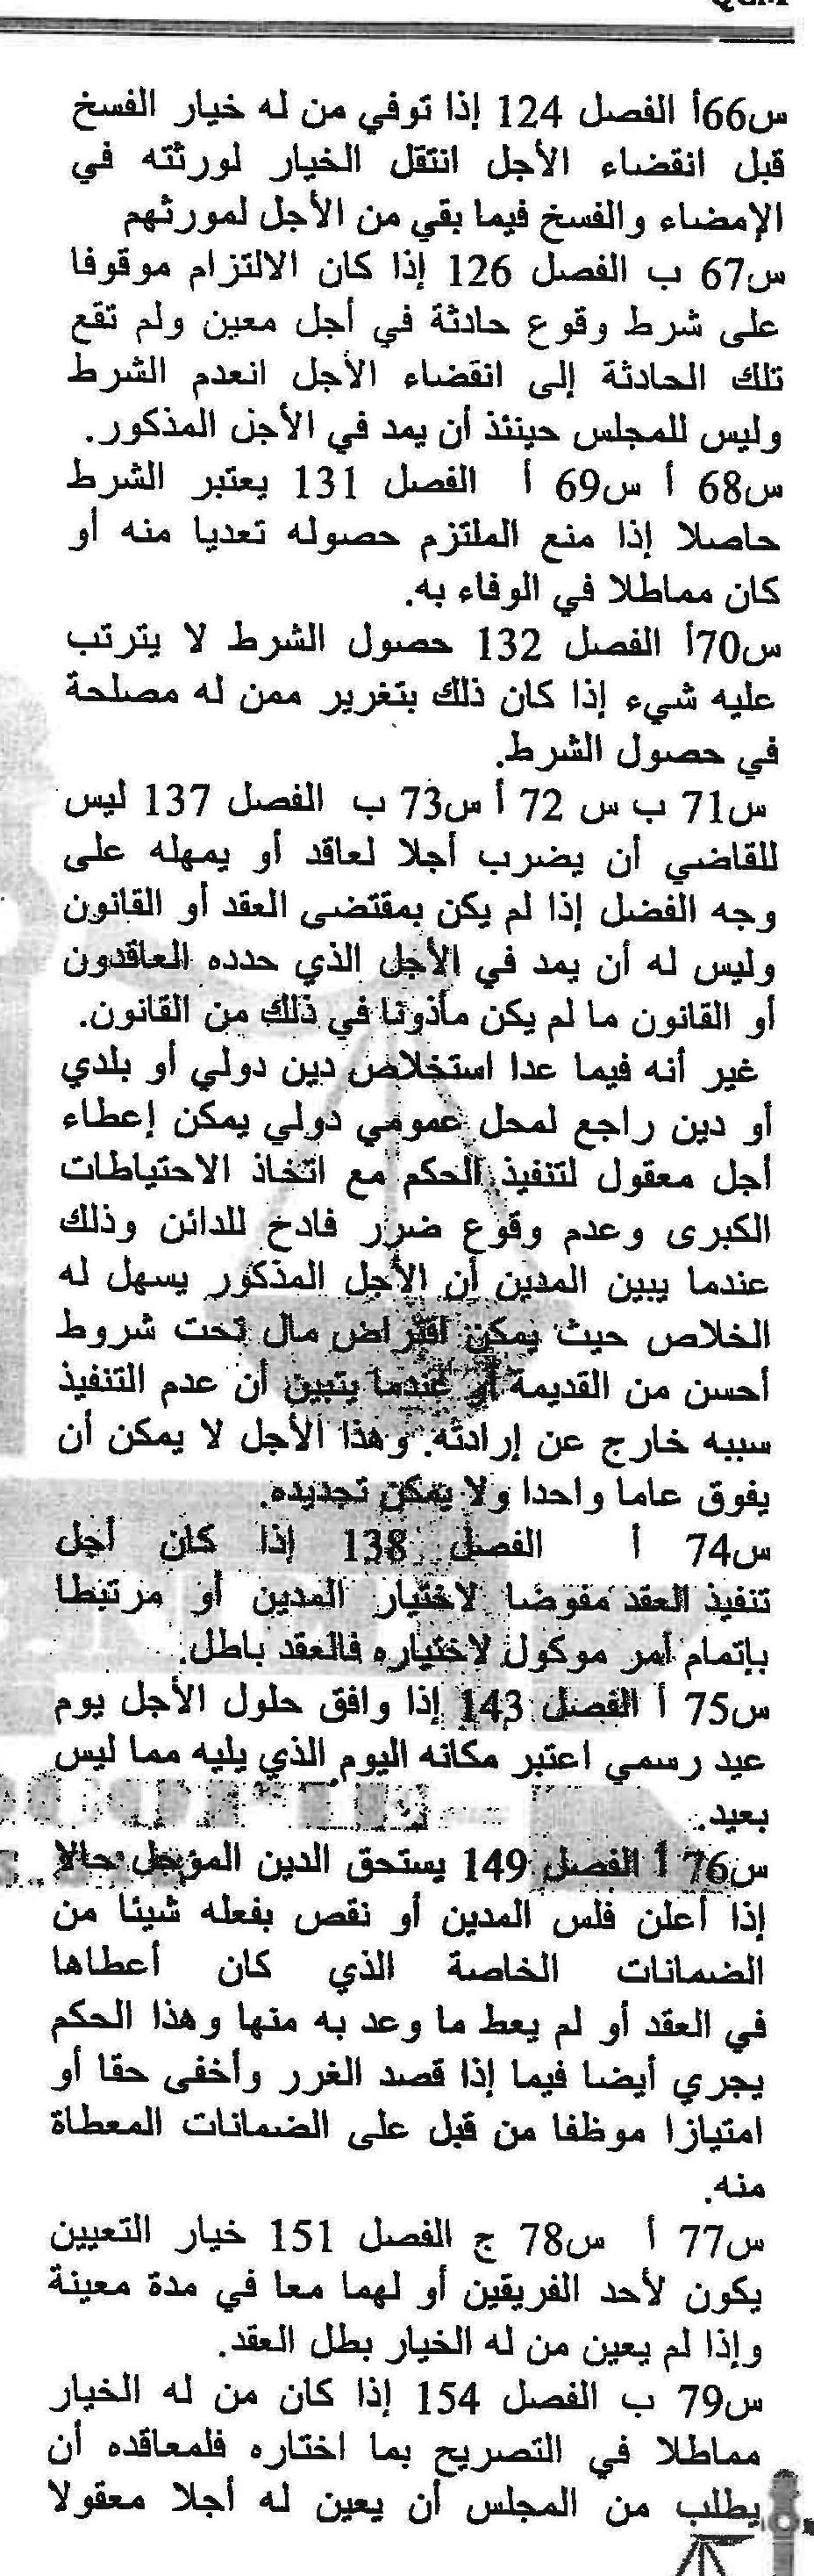 س66أ الفصل 124 إذا توفي من له خيار الفسخ
قبل انقضاء الأجل انتقل الخيار لورثته في
الإمضاء والفسخ فيما بقي من الأجل لمورثهم
س67 ب الفصل 126 إذا كان الالتزام موقوفا
على شرط وقوع حادثة في أجل معين ولم تقع
تلك الحادثة إلى انقضاء الأجل انعدم الشرط
وليس للمجلس حينئذ أن يمد في الأجل المذكور.
س68 أ س69 أ الفصل 131 يعتبر الشرط
حاصلا إذا منع الملتزم حصوله تعديا منه أو
كان مماطلا في الوفاء به.
س70أ الفصل 132 حصول الشرط لا يترتب
عليه شيء إذا كان ذلك بتغرير ممن له مصلحة
في حصول الشرط.
س71 ب س 72 أ س73 ب الفصل 137 ليس
للقاضي أن يضرب أجلا لعاقد أو يمهله على
وجه الفضل إذا لم يكن بمقتضى العقد أو القانون
وليس له أن يمد في الأجل الذي حدده العاقدون
أو القانون ما لم يكن مأذونا في ذلك من القانون.
غير أنه فيما عدا استخلاص دين دولي أو بلدي
أو دين راجع لمحل عمومي دولي يمكن إعطاء
أجل معقول لتنفيذ الحكم مع اتخاذ الاحتياطات
الكبرى وعدم وقوع ضرر فادخ للدائن وذلك
عندما يبين المدين أن الأجل المذكور يسهل له
الخلاص حيث يمكن اقتراض مال تحت شروط
أحسن من القديمة أو عندما يتبين أن عدم التنفيذ
سببه خارج عن إرادته. وهذا الأجل لا يمكن أن
يفوق عاما واحدا ولا يمكن تجديده.
س74 أ الفصل 138 إذا كان أجل
تنفيذ العقد مفوضا لاختيار المدين أو مرتبطا
بإتمام أمر موكول لاختياره فالعقد باطل.
س75 أ الفصل 143 إذا وافق حلول الأجل يوم
عيد رسمي اعتبر مكانه اليوم الذي يليه مما ليس
بعيد.
س76 أ الفصل 149 يستحق الدين المؤجل حالا
إذا أعلن فلس المدين أو نقص بفعله شيئا من
الضمانات الخاصة الذي كان أعطاها
في العقد أو لم يعط ما وعد به منها وهذا الحكم
يجري أيضا فيما إذا قصد الغرر وأخفى حقا أو
امتيازا موظفا من قبل على الضمانات المعطاة
منه.
س77 أ س78 ج الفصل 151 خيار التعيين
يكون لأحد الفريقين أو لهما معا في مدة معينة
وإذا لم يعين من له الخيار بطل العقد.
س79 ب الفصل 154 إذا كان من له الخيار
مماطلا في التصريح بما اختاره فلمعاقده أن
يطلب من المجلس أن يعين له أجلا معقولا